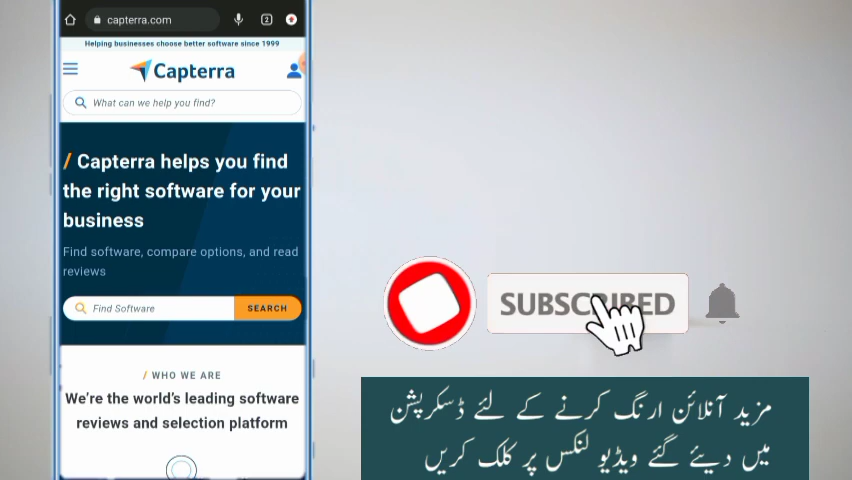 capterra.com
2
Helping businesses choose better software since 1999
Capterra
What can we help you find?
/ Capterra helps you find
the right software for your
business
Find software, compare options, and read
reviews
Find Software
SEARCH
/ WHO WE ARE
We're the world's leading software
reviews and selection platform
SUBSCRIBED
مزید آنلائن ارنگ کرنے کے لئے ڈسکرپشن
میں دیئے گئے ویڈیو لنکس پر کلک کریں